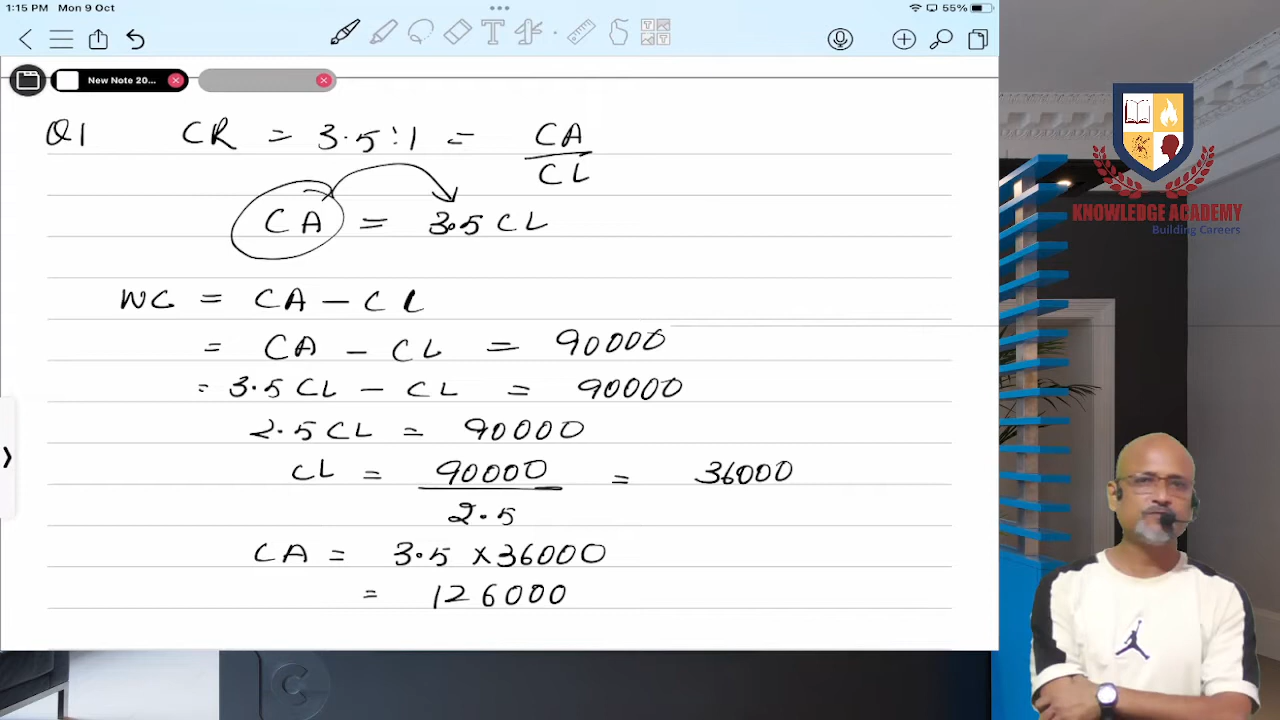 1:15 PM Mon 9 Oct
55%
New Note 20...
Q1 CR = 3.5:1 = CA / CL
CA = 3.5 CL
WC = CA - CL
= CA - CL = 90000
= 3.5 CL - CL = 90000
2.5 CL = 90000
CL = 90000 / 2.5 = 36000
CA = 3.5 × 36000
= 126000
KNOWLEDGE ACADEMY
Building Careers